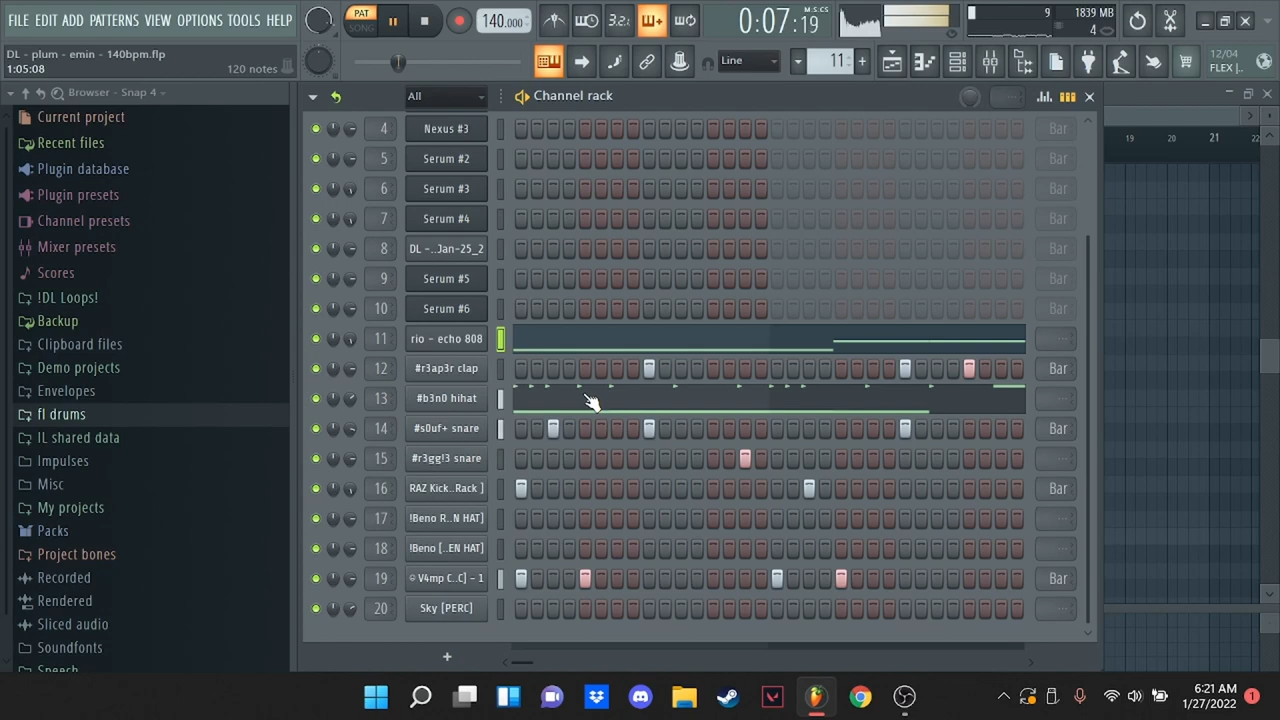 FILE EDIT ADD PATTERNS VIEW OPTIONS TOOLS HELP
PAT
SONG
140.000
3.2.
0:07:19
M:S:CS
9
1839 MB
4
DL - plum - emin - 140bpm.flp
1:05:08
120 notes
Line
11
12/04
FLEX |
Browser - Snap 4
All
Channel rack
Current project
Recent files
Plugin database
Plugin presets
Channel presets
Mixer presets
Scores
!DL Loops!
Backup
Clipboard files
Demo projects
Envelopes
fl drums
IL shared data
Impulses
Misc
My projects
Packs
Project bones
Recorded
Rendered
Sliced audio
Soundfonts
Speech
4 Nexus #3 Bar
5 Serum #2 Bar
6 Serum #3 Bar
7 Serum #4 Bar
8 DL -..Jan-25_2 Bar
9 Serum #5 Bar
10 Serum #6 Bar
11 rio - echo 808
12 #r3ap3r clap Bar
13 #b3n0 hihat
14 #s0uf+ snare Bar
15 #r3gg!3 snare
16 RAZ Kick..Rack ] Bar
17 !Beno R..N HAT]
18 !Beno [..EN HAT]
19 V4mp C..C] - 1 Bar
20 Sky [PERC]
19 20 21 22
6:21 AM
1/27/2022
1